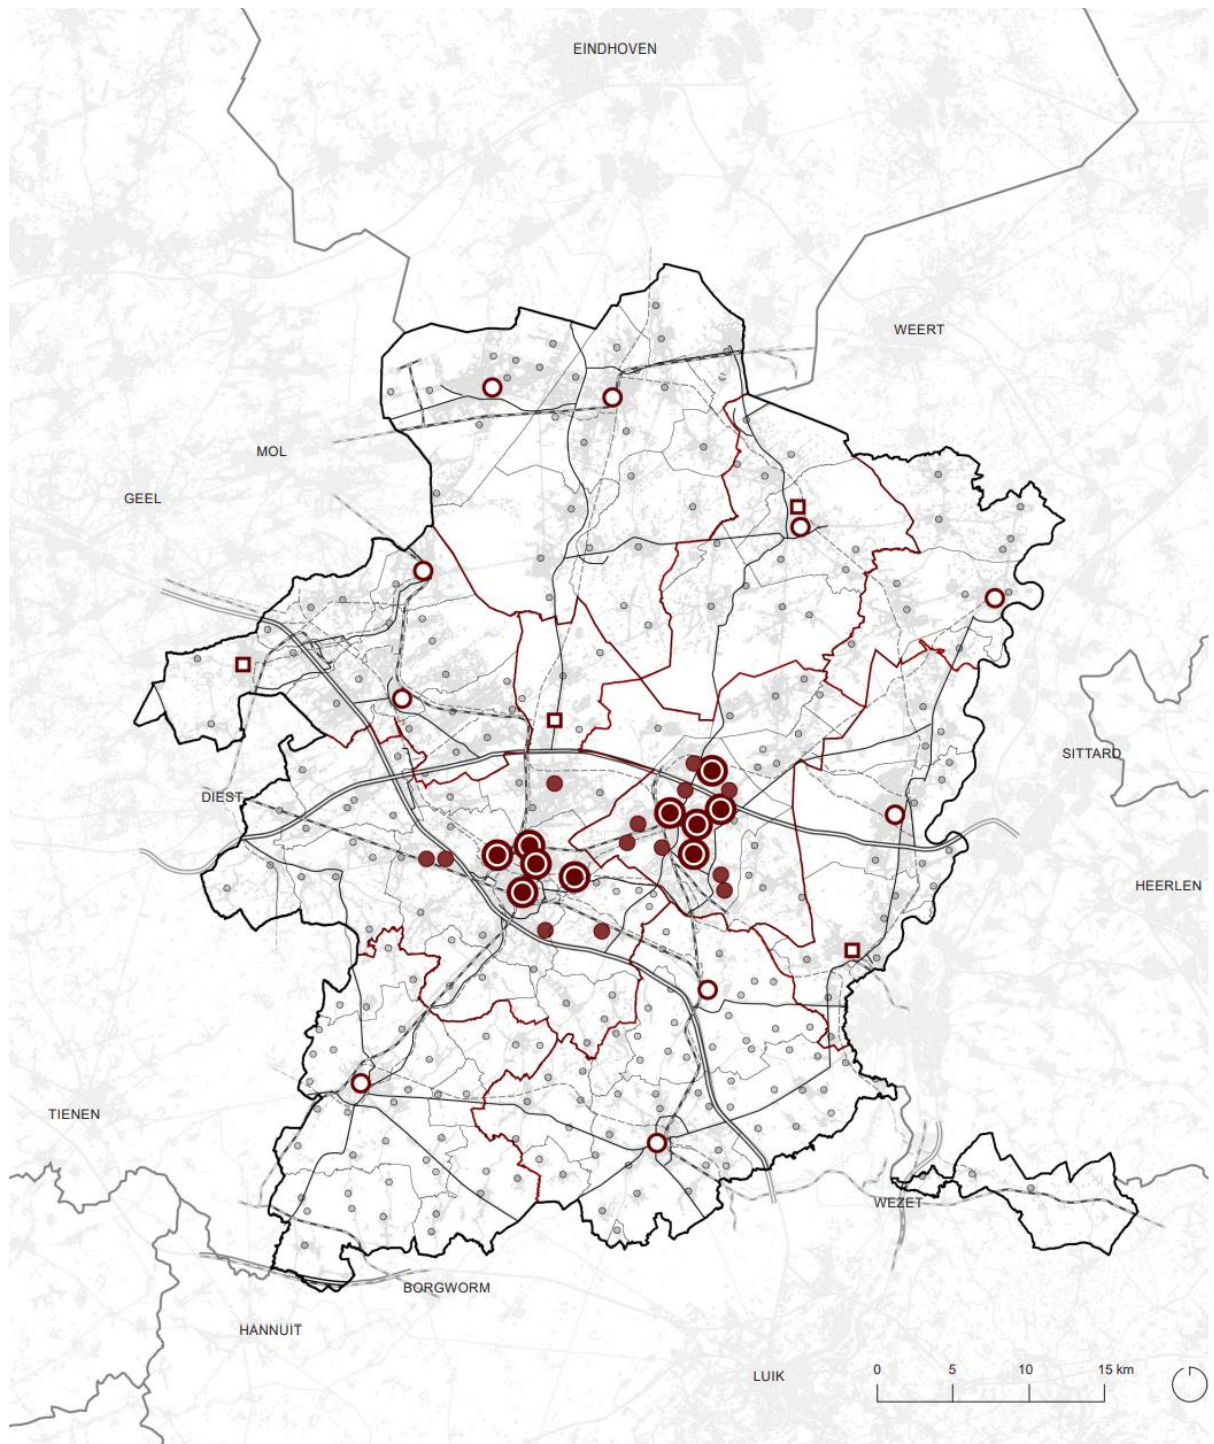 EINDHOVEN
WEERT
MOL
GEEL
SITTARD
DIEST
HEERLEN
TIENEN
WEZET
BORGWORM
HANNUIT
LUIK
0 5 10 15 km